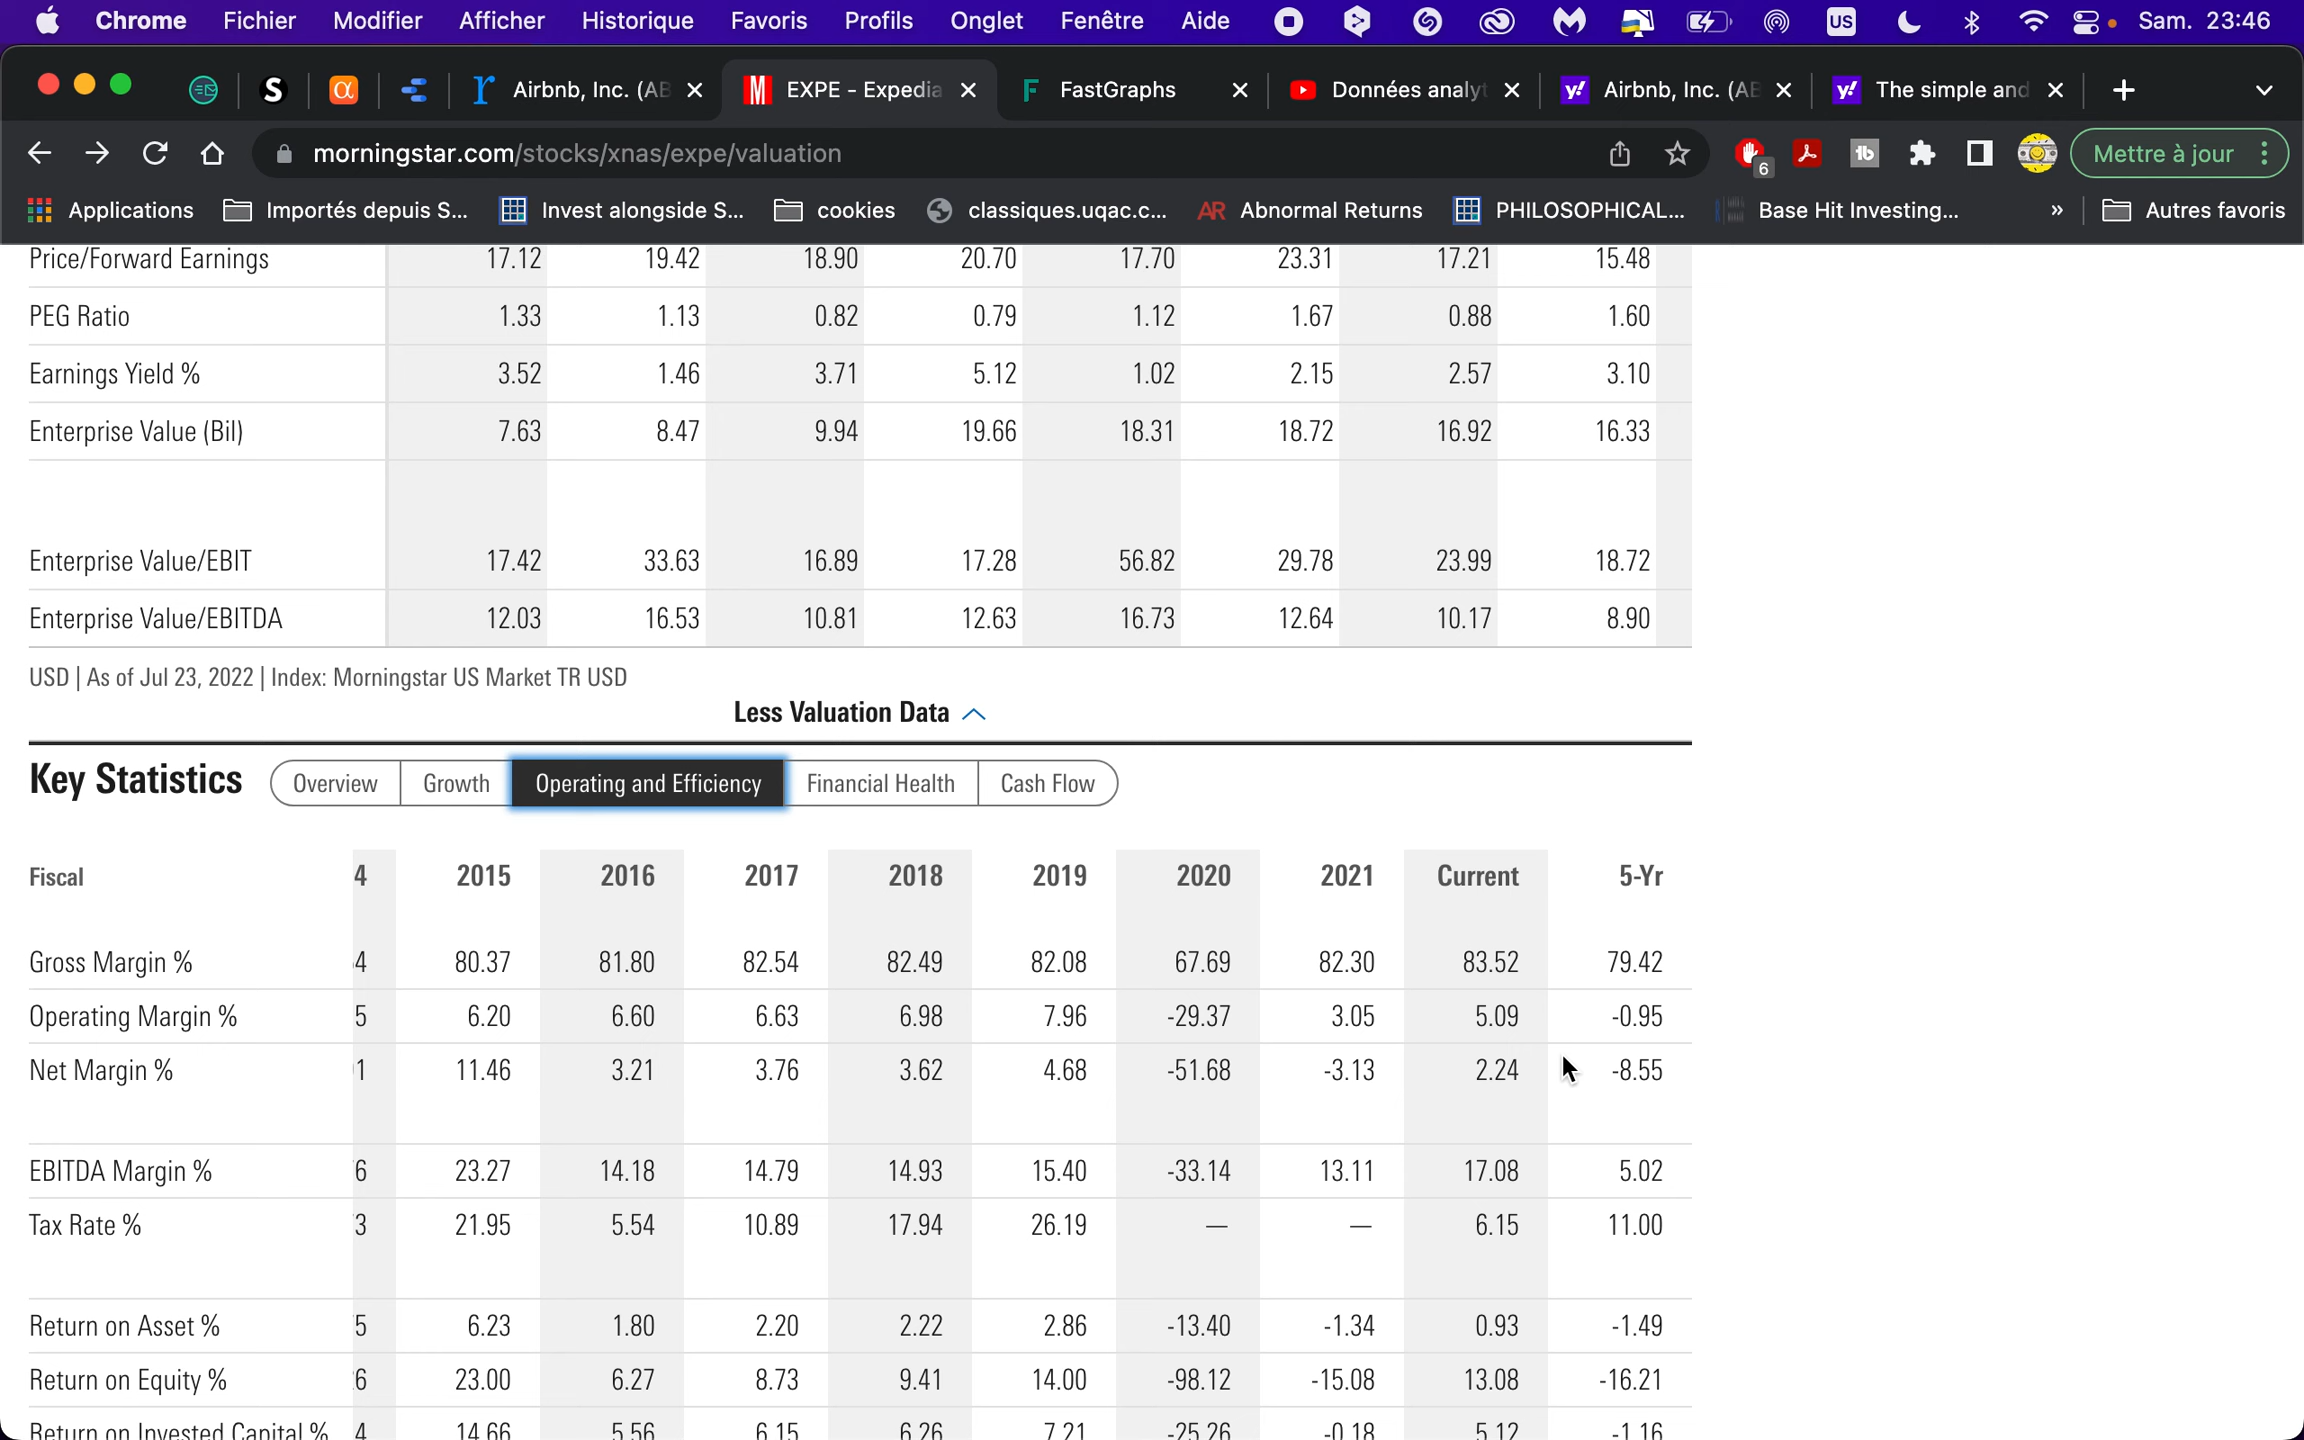 Chrome Fichier Modifier Afficher Historique Favoris Profils Onglet Fenêtre Aide US Sam. 23:46
S α Airbnb, Inc. (AB EXPE - Expedia FastGraphs Données analyt Airbnb, Inc. (AB The simple and
morningstar.com/stocks/xnas/expe/valuation 6 tb Mettre à jour
Applications Importés depuis S... Invest alongside S... cookies classiques.uqac.c... AR Abnormal Returns PHILOSOPHICAL... Base Hit Investing... » Autres favoris
Price/Forward Earnings 17.12 19.42 18.90 20.70 17.70 23.31 17.21 15.48
PEG Ratio 1.33 1.13 0.82 0.79 1.12 1.67 0.88 1.60
Earnings Yield % 3.52 1.46 3.71 5.12 1.02 2.15 2.57 3.10
Enterprise Value (Bil) 7.63 8.47 9.94 19.66 18.31 18.72 16.92 16.33
Enterprise Value/EBIT 17.42 33.63 16.89 17.28 56.82 29.78 23.99 18.72
Enterprise Value/EBITDA 12.03 16.53 10.81 12.63 16.73 12.64 10.17 8.90
USD | As of Jul 23, 2022 | Index: Morningstar US Market TR USD
Less Valuation Data
Key Statistics Overview Growth Operating and Efficiency Financial Health Cash Flow
Fiscal 4 2015 2016 2017 2018 2019 2020 2021 Current 5-Yr
Gross Margin % 4 80.37 81.80 82.54 82.49 82.08 67.69 82.30 83.52 79.42
Operating Margin % 5 6.20 6.60 6.63 6.98 7.96 -29.37 3.05 5.09 -0.95
Net Margin % 1 11.46 3.21 3.76 3.62 4.68 -51.68 -3.13 2.24 -8.55
EBITDA Margin % 6 23.27 14.18 14.79 14.93 15.40 -33.14 13.11 17.08 5.02
Tax Rate % 3 21.95 5.54 10.89 17.94 26.19 — — 6.15 11.00
Return on Asset % 5 6.23 1.80 2.20 2.22 2.86 -13.40 -1.34 0.93 -1.49
Return on Equity % 6 23.00 6.27 8.73 9.41 14.00 -98.12 -15.08 13.08 -16.21
Return on Invested Capital % 4 14.66 5.56 6.15 6.26 7.21 -25.26 -0.18 5.12 -1.16